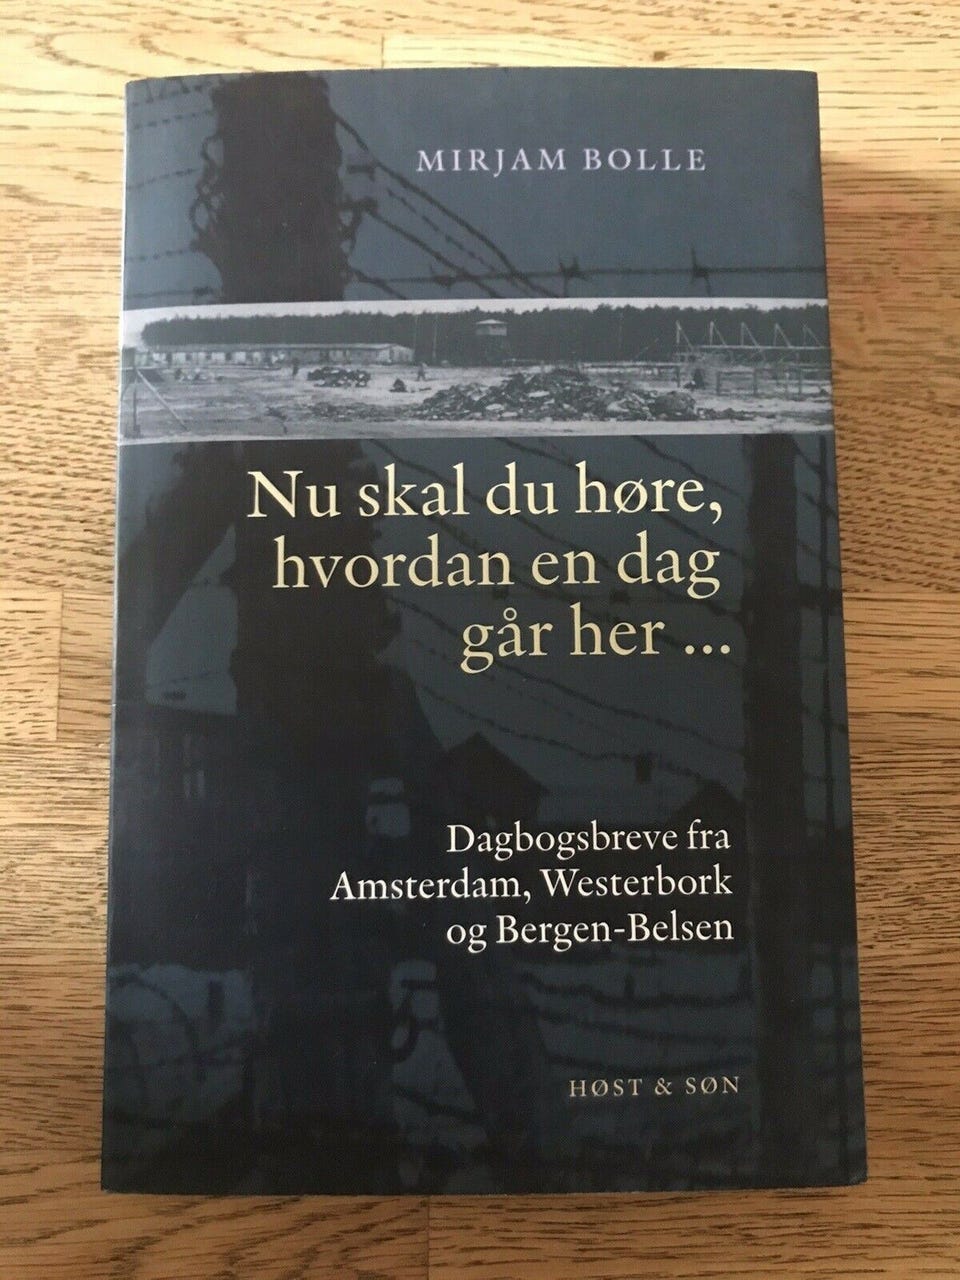 MIRJAM BOLLE
Nu skal du høre,
hvordan en dag
går her ...
Dagbogsbreve fra
Amsterdam, Westerbork
og Bergen-Belsen
HØST & SØN